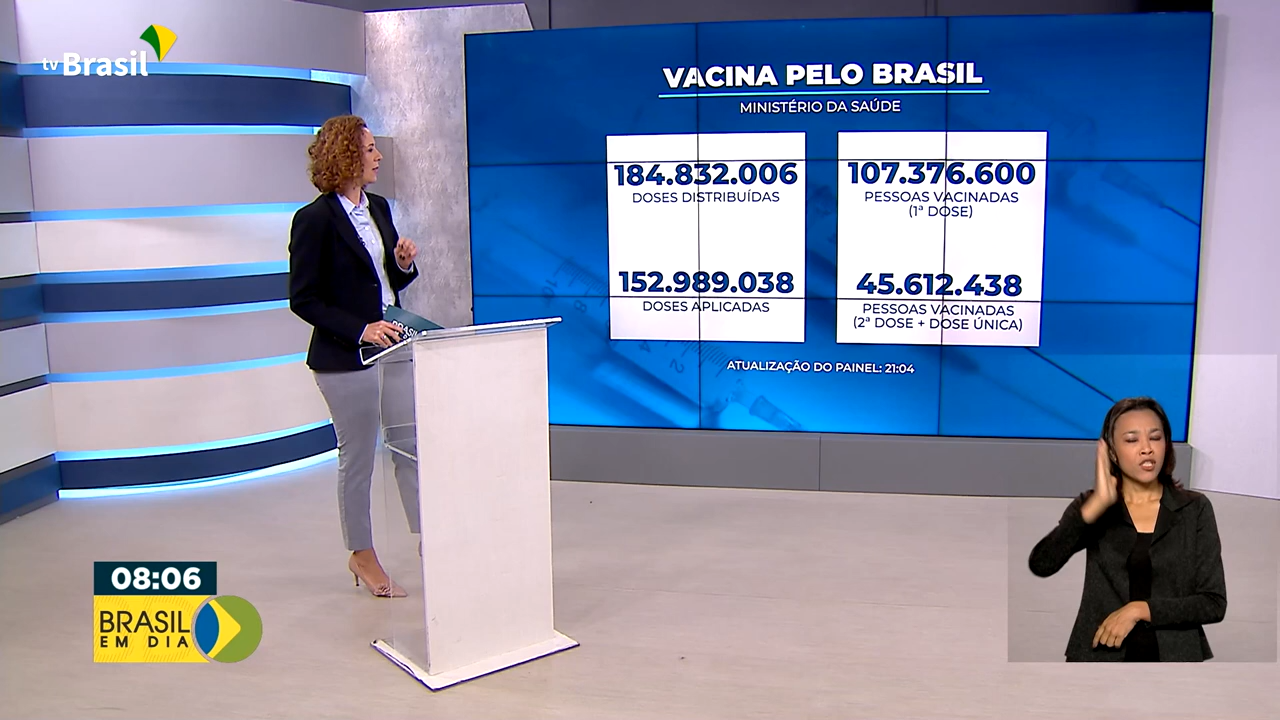 tv Brasil
VACINA PELO BRASIL
MINISTÉRIO DA SAÚDE
184.832.006
DOSES DISTRIBUÍDAS
107.376.600
PESSOAS VACINADAS
(1ª DOSE)
152.989.038
DOSES APLICADAS
45.612.438
PESSOAS VACINADAS
(2ª DOSE + DOSE ÚNICA)
ATUALIZAÇÃO DO PAINEL: 21:04
BRASIL
08:06
BRASIL
EM DIA